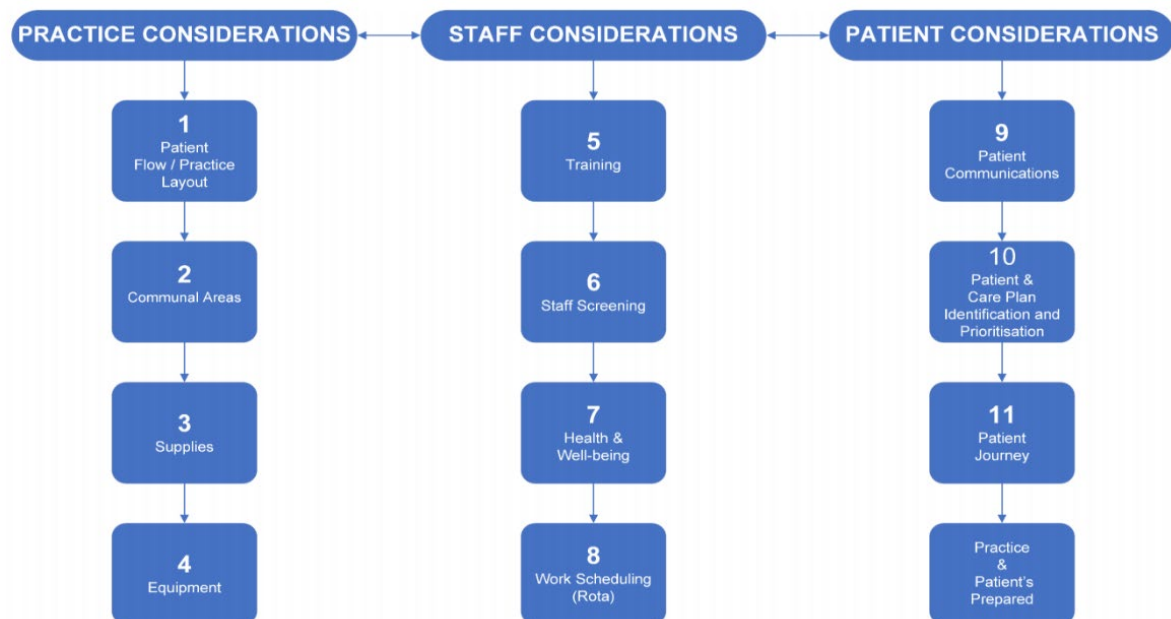 PRACTICE CONSIDERATIONS
STAFF CONSIDERATIONS
PATIENT CONSIDERATIONS
1
Patient
Flow / Practice
Layout
2
Communal Areas
3
Supplies
4
Equipment
5
Training
6
Staff Screening
7
Health &
Well-being
8
Work Scheduling
(Rota)
9
Patient
Communications
10
Patient &
Care Plan
Identification and
Prioritisation
11
Patient
Journey
Practice
&
Patient's
Prepared